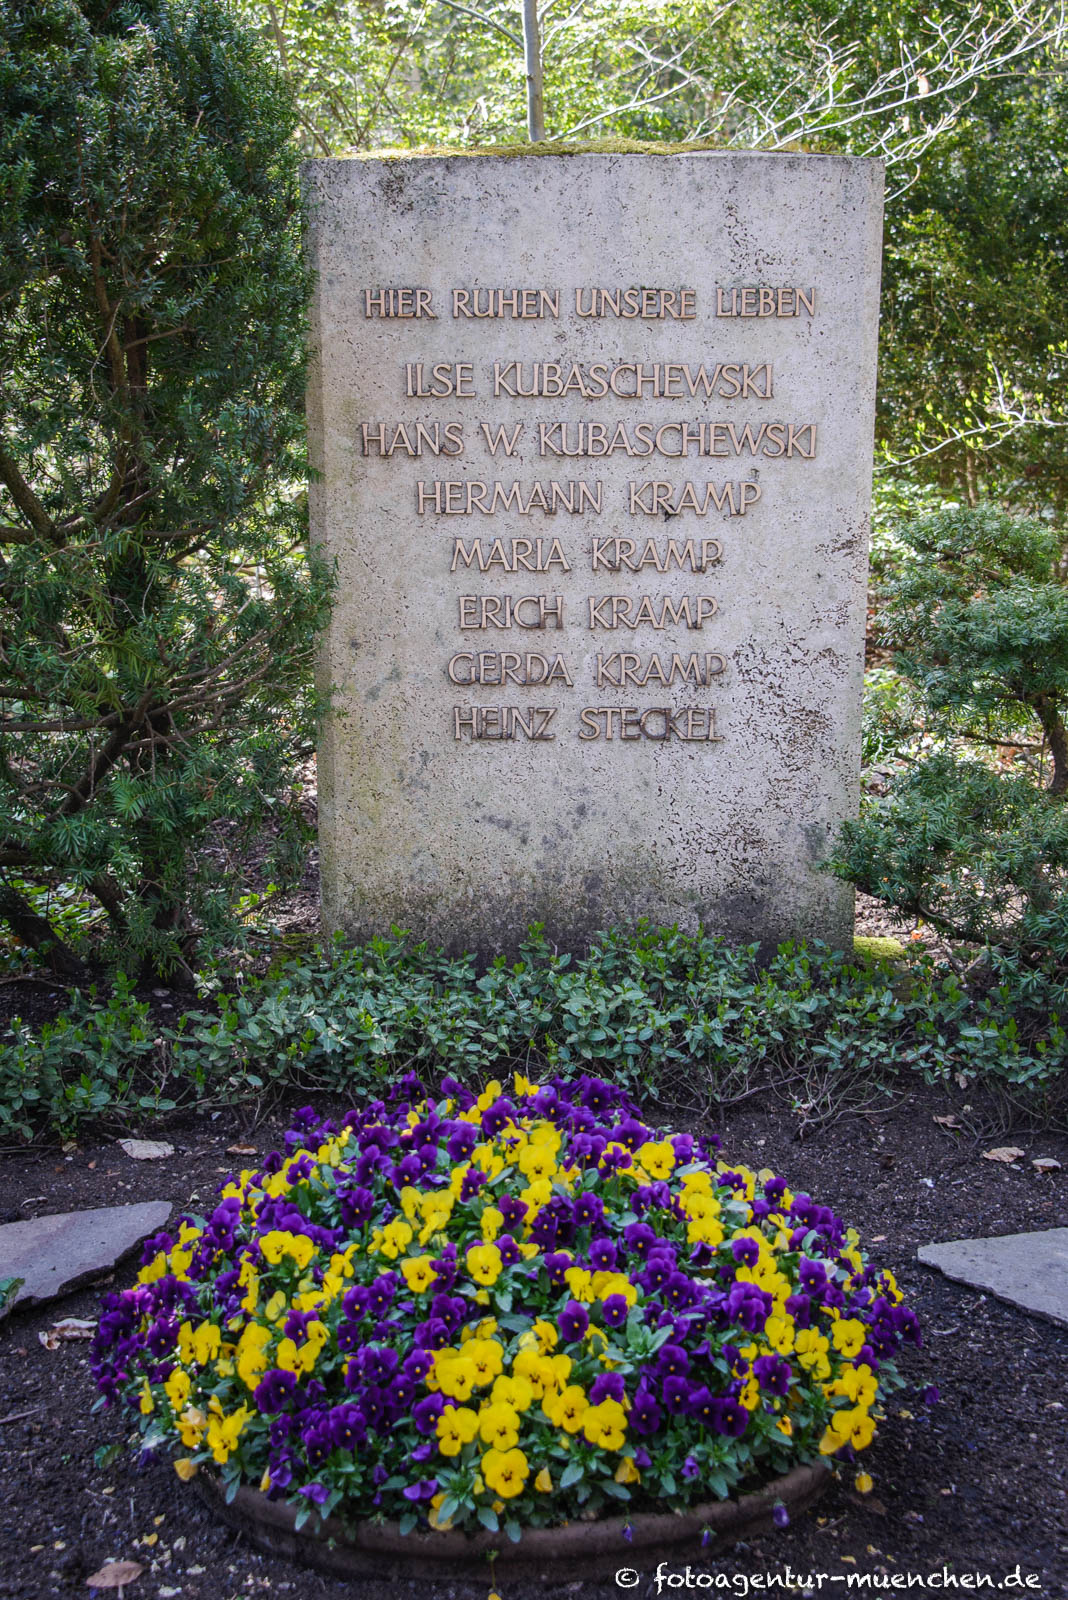 HIER RUHEN UNSERE LIEBEN
ILSE KUBASCHEWSKI
HANS W. KUBASCHEWSKI
HERMANN KRAMP
MARIA KRAMP
ERICH KRAMP
GERDA KRAMP
HEINZ STECKEL
© fotoagentur-muenchen.de